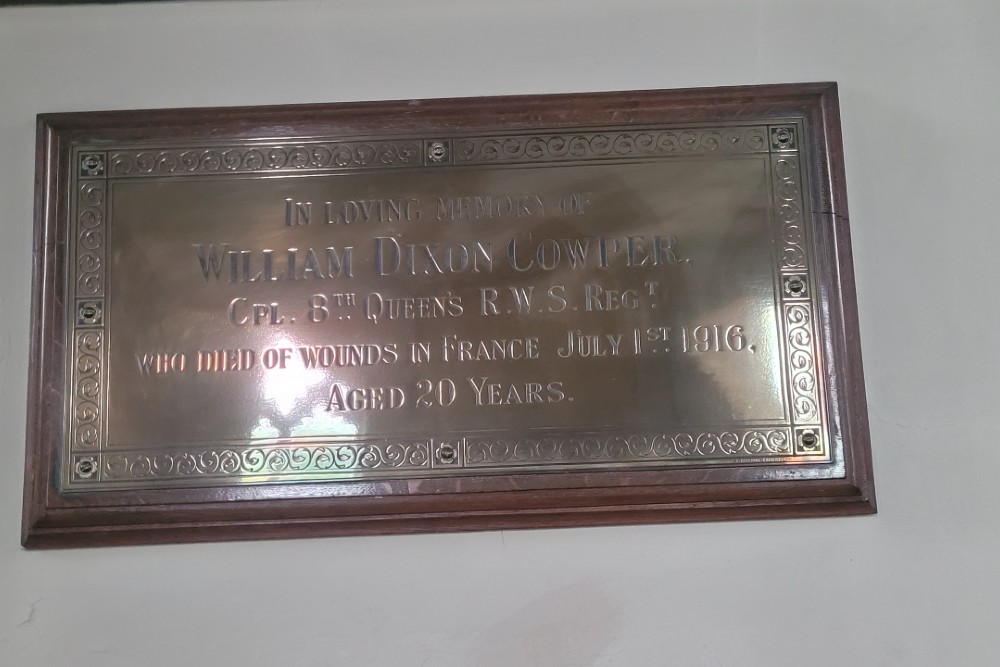 In loving memory of
William Dixon Cowper.
Cpl. 8TH Queen's R.W.S. RegT.
who died of wounds in France July 1ST 1916,
Aged 20 Years.